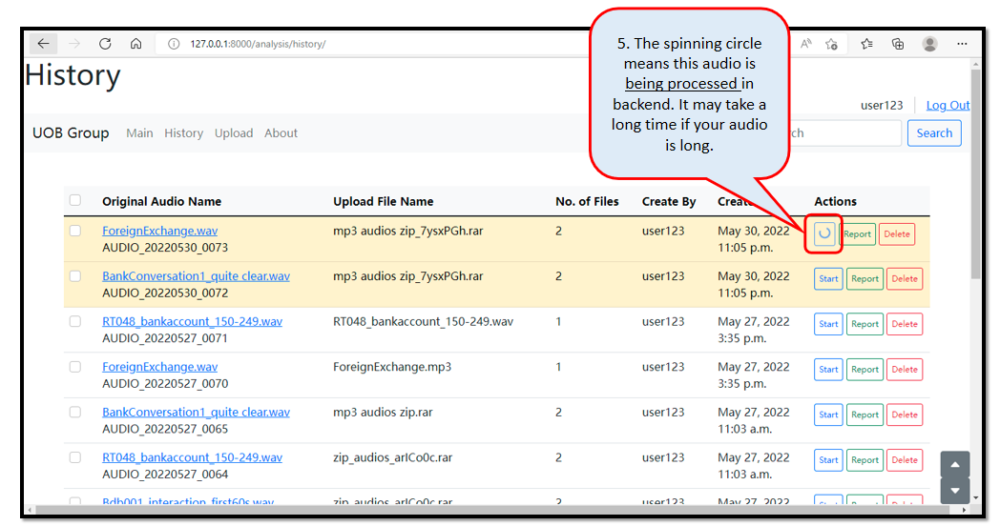 127.0.0.1:8000/analysis/history/
5. The spinning circle
means this audio is
being processed in
backend. It may take a
long time if your audio
is long.
History
user123 Log Out
UOB Group Main History Upload About Search
Original Audio Name Upload File Name No. of Files Create By Actions
ForeignExchange.wav mp3 audios zip_7ysxPGh.rar 2 user123 May 30, 2022 Report Delete
AUDIO_20220530_0073 11:05 p.m.
BankConversation1_quite clear.wav mp3 audios zip_7ysxPGh.rar 2 user123 May 30, 2022 Start Report Delete
AUDIO_20220530_0072 11:05 p.m.
RT048_bankaccount_150-249.wav RT048_bankaccount_150-249.wav 1 user123 May 27, 2022 Start Report Delete
AUDIO_20220527_0071 3:35 p.m.
ForeignExchange.wav ForeignExchange.mp3 1 user123 May 27, 2022 Start Report Delete
AUDIO_20220527_0070 3:35 p.m.
BankConversation1_quite clear.wav mp3 audios zip.rar 2 user123 May 27, 2022 Start Report Delete
AUDIO_20220527_0065 11:03 a.m.
RT048_bankaccount_150-249.wav zip_audios_arlCo0c.rar 2 user123 May 27, 2022 Start Report Delete
AUDIO_20220527_0064 11:03 a.m.
Bdb001_interaction_first60s.wav zip_audios_arlCo0c.rar 2 user123 May 27, 2022